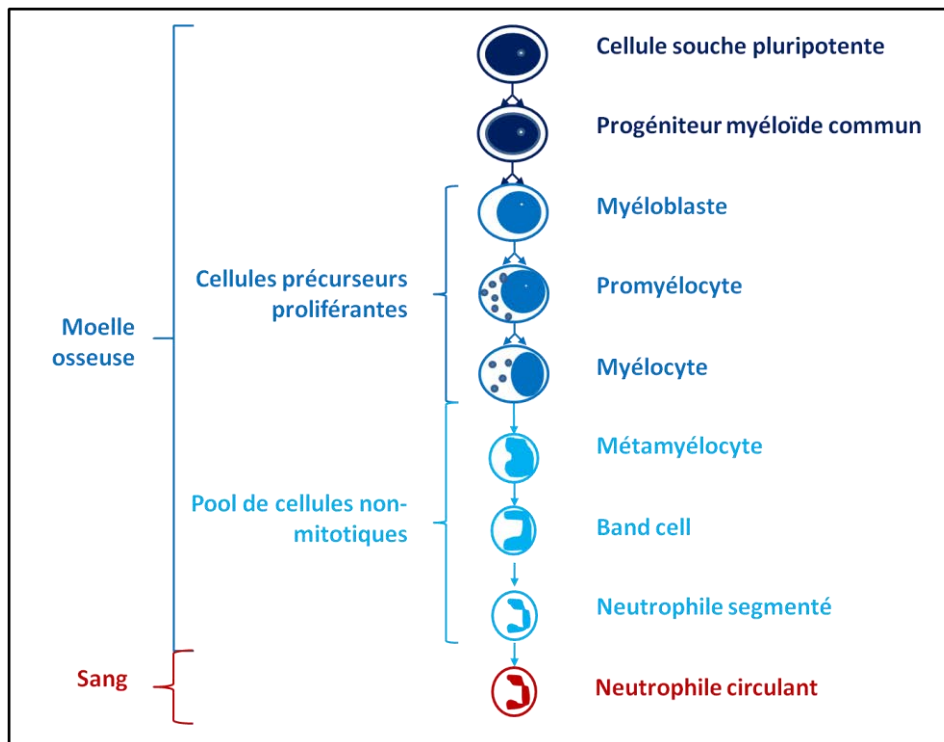 Cellule souche pluripotente
Progéniteur myéloïde commun
Myéloblaste
Cellules précurseurs
proliférantes
Promyélocyte
Moelle
osseuse
Myélocyte
Métamyélocyte
Pool de cellules non-
mitotiques
Band cell
Neutrophile segmenté
Sang
Neutrophile circulant